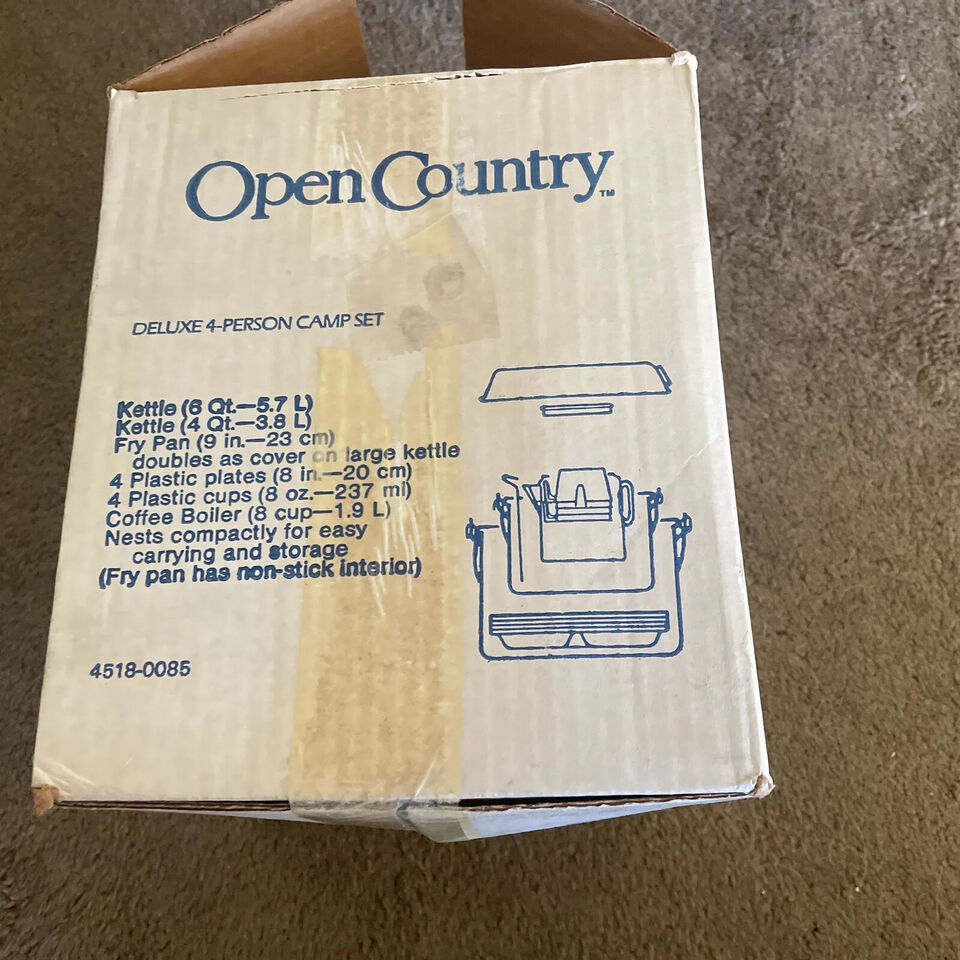 Open Country™
DELUXE 4-PERSON CAMP SET
Kettle (6 Qt.—5.7 L)
Kettle (4 Qt.—3.8 L)
Fry Pan (9 in.—23 cm)
doubles as cover on large kettle
4 Plastic plates (8 in.—20 cm)
4 Plastic cups (8 oz.—237 ml)
Coffee Boiler (8 cup—1.9 L)
Nests compactly for easy
carrying and storage
(Fry pan has non-stick interior)
4518-0085